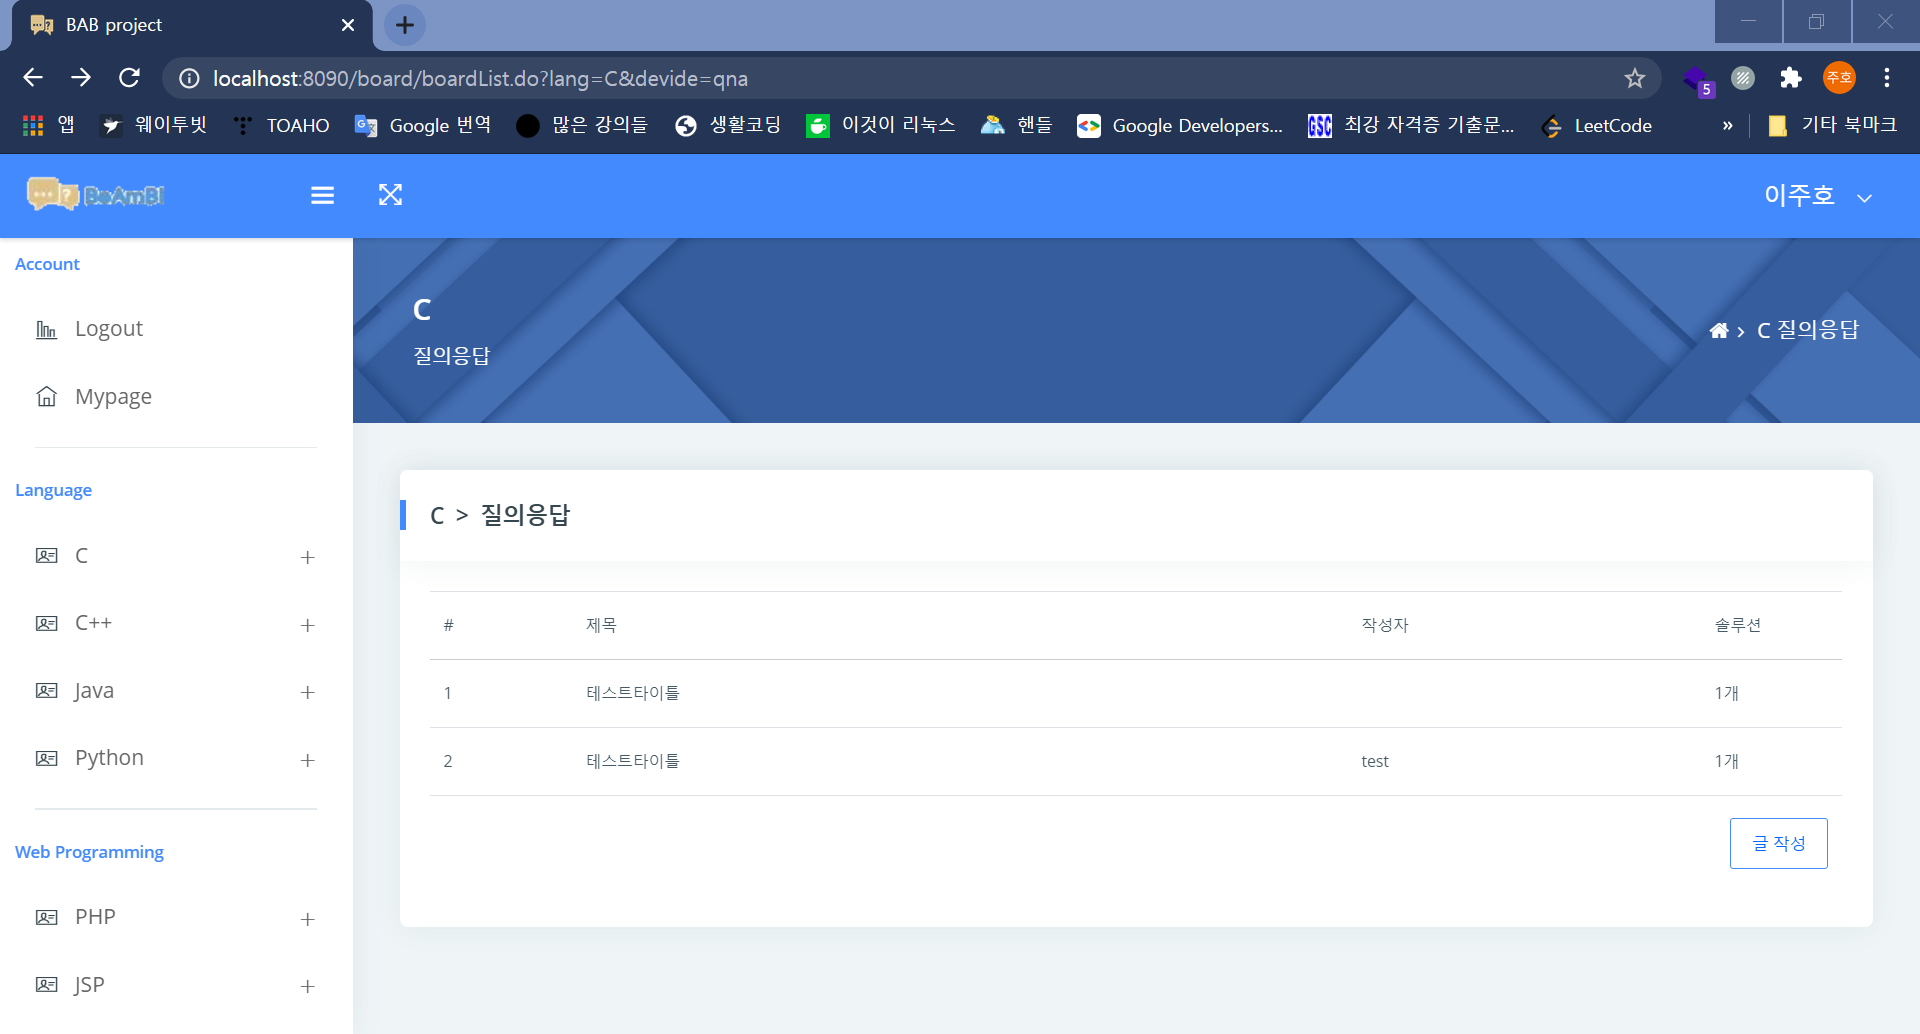 BAB project
localhost:8090/board/boardList.do?lang=C&devide=qna
5
주호
앱 웨이투빗 TOAHO Google 번역 많은 강의들 생활코딩 이것이 리눅스 핸들 Google Developers... GSC 최강 자격증 기출문... LeetCode » 기타 북마크
BeAmBI
이주호
Account
Logout
Mypage
Language
C
C++
Java
Python
Web Programming
PHP
JSP
C
질의응답
C 질의응답
C > 질의응답
# 제목 작성자 솔루션
1 테스트타이틀 1개
2 테스트타이틀 test 1개
글 작성